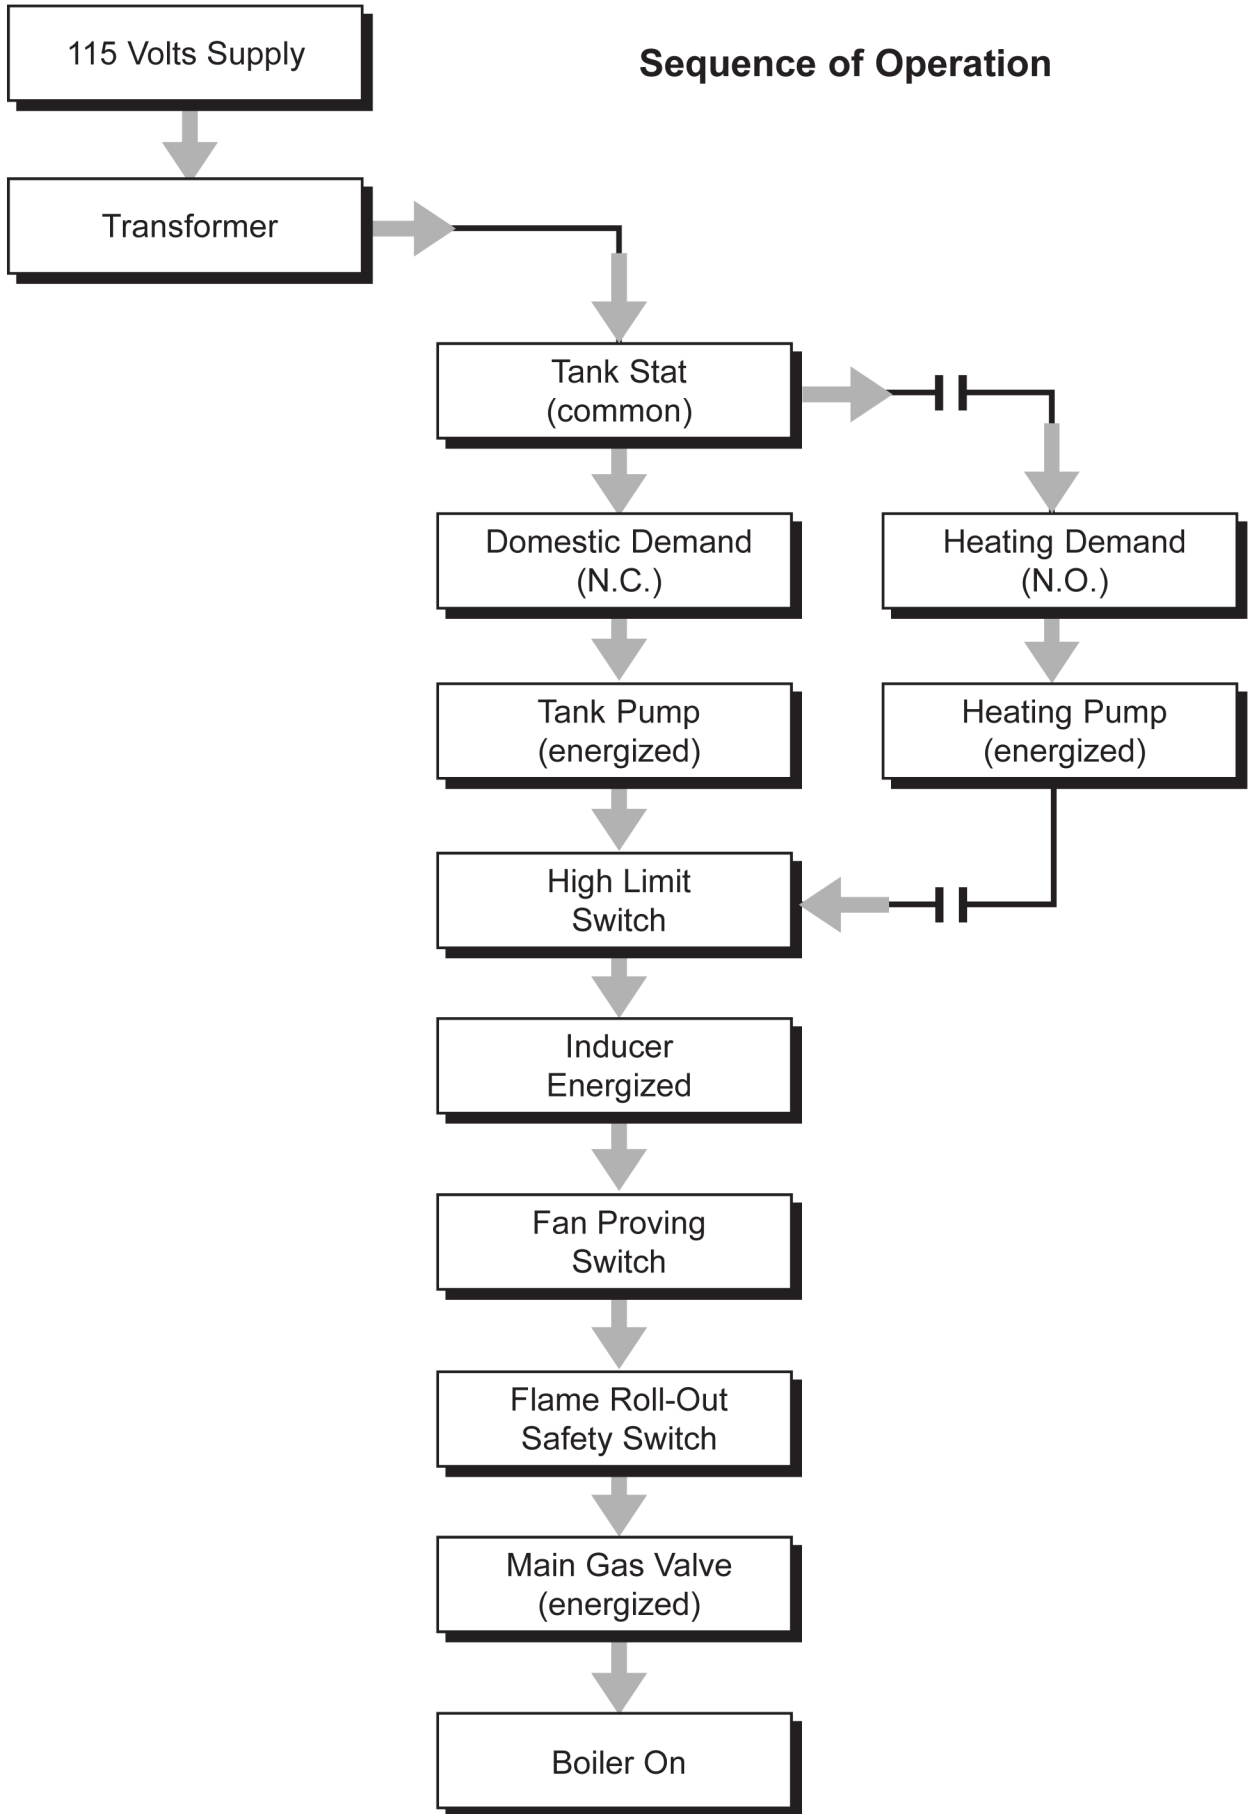 115 Volts Supply
Sequence of Operation
Transformer
Tank Stat
(common)
Domestic Demand
(N.C.)
Heating Demand
(N.O.)
Tank Pump
(energized)
Heating Pump
(energized)
High Limit
Switch
Inducer
Energized
Fan Proving
Switch
Flame Roll-Out
Safety Switch
Main Gas Valve
(energized)
Boiler On